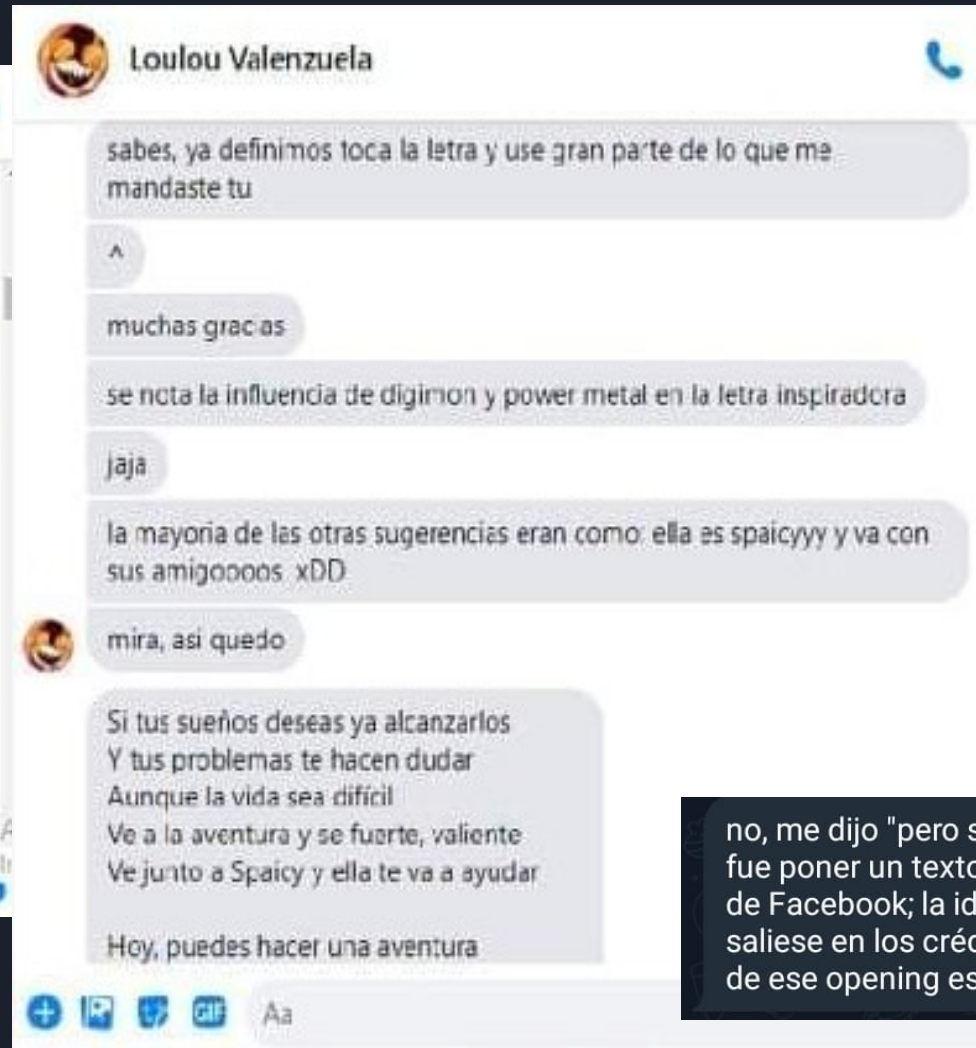 Loulou Valenzuela
sabes, ya definimos toca la letra y use gran parte de lo que me
mandaste tu
^
muchas gracias
se nota la influencia de digimon y power metal en la letra inspiradora
jaja
la mayoria de las otras sugerencias eran como: ella es spaicyyy y va con
sus amigooooos xDD
mira, asi quedo
Si tus sueños deseas ya alcanzarlos
Y tus problemas te hacen dudar
Aunque la vida sea difícil
Ve a la aventura y se fuerte, valiente
Ve junto a Spaicy y ella te va a ayudar
Hoy, puedes hacer una aventura
GIF
Aa
no, me dijo "pero s
fue poner un texto
de Facebook; la id
saliese en los créd
de ese opening es